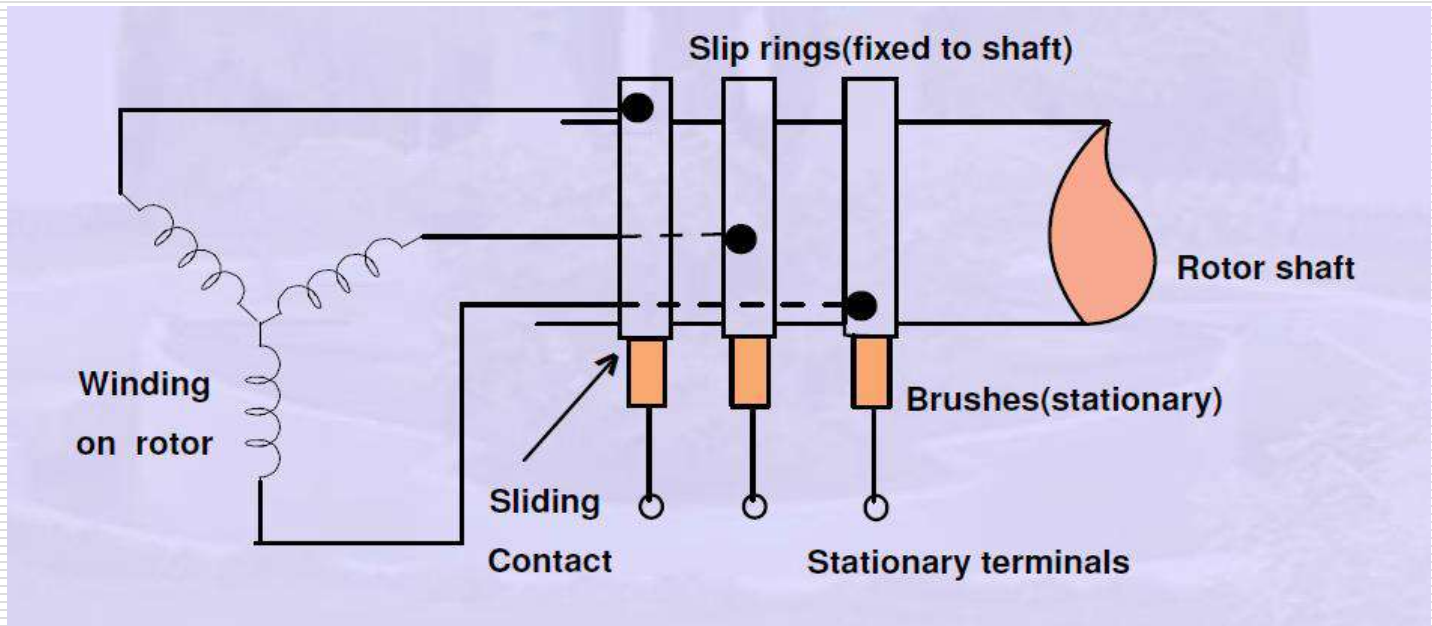 Slip rings(fixed to shaft)
Rotor shaft
Winding
on rotor
Brushes(stationary)
Sliding
Contact
Stationary terminals